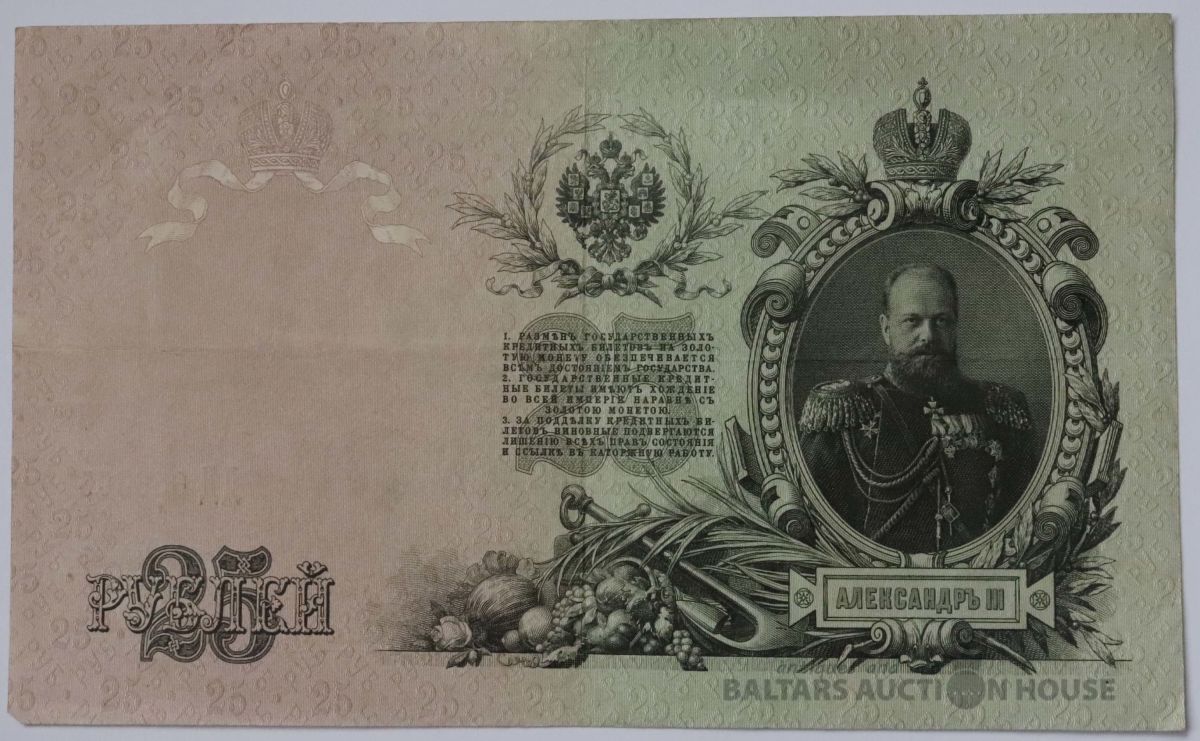 1. РАЗМѢНЪ ГОСУДАРСТВЕННЫХЪ
КРЕДИТНЫХЪ БИЛЕТОВЪ НА ЗОЛО-
ТУЮ МОНЕТУ ОБЕЗПЕЧИВАЕТСЯ
ВСѢМЪ ДОСТОЯНІЕМЪ ГОСУДАРСТВА.
2. ГОСУДАРСТВЕННЫЕ КРЕДИТ-
НЫЕ БИЛЕТЫ ИМѢЮТЪ ХОЖДЕНІЕ
ВО ВСЕЙ ИМПЕРІИ НАРАВНѢ СЪ
ЗОЛОТОЮ МОНЕТОЮ.
3. ЗА ПОДДѢЛКУ КРЕДИТНЫХЪ БИ-
ЛЕТОВЪ ВИНОВНЫЕ ПОДВЕРГАЮТСЯ
ЛИШЕНІЮ ВСѢХЪ ПРАВЪ СОСТОЯНІЯ
И ССЫЛКѢ ВЪ КАТОРЖНУЮ РАБОТУ.
25
25
РУБЛЕЙ
АЛЕКСАНДРЪ III
BALTARS AUCTION HOUSE